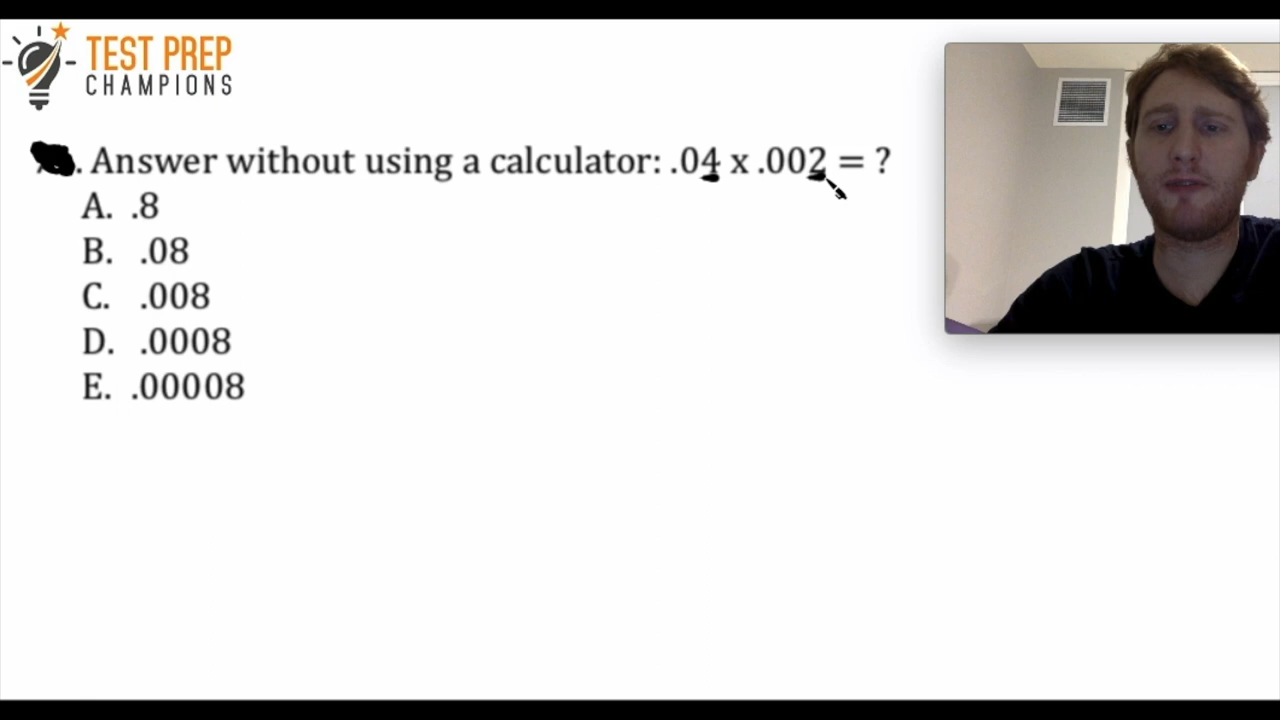 TEST PREP
CHAMPIONS
. Answer without using a calculator: .04 x .002 = ?
A. .8
B. .08
C. .008
D. .0008
E. .00008